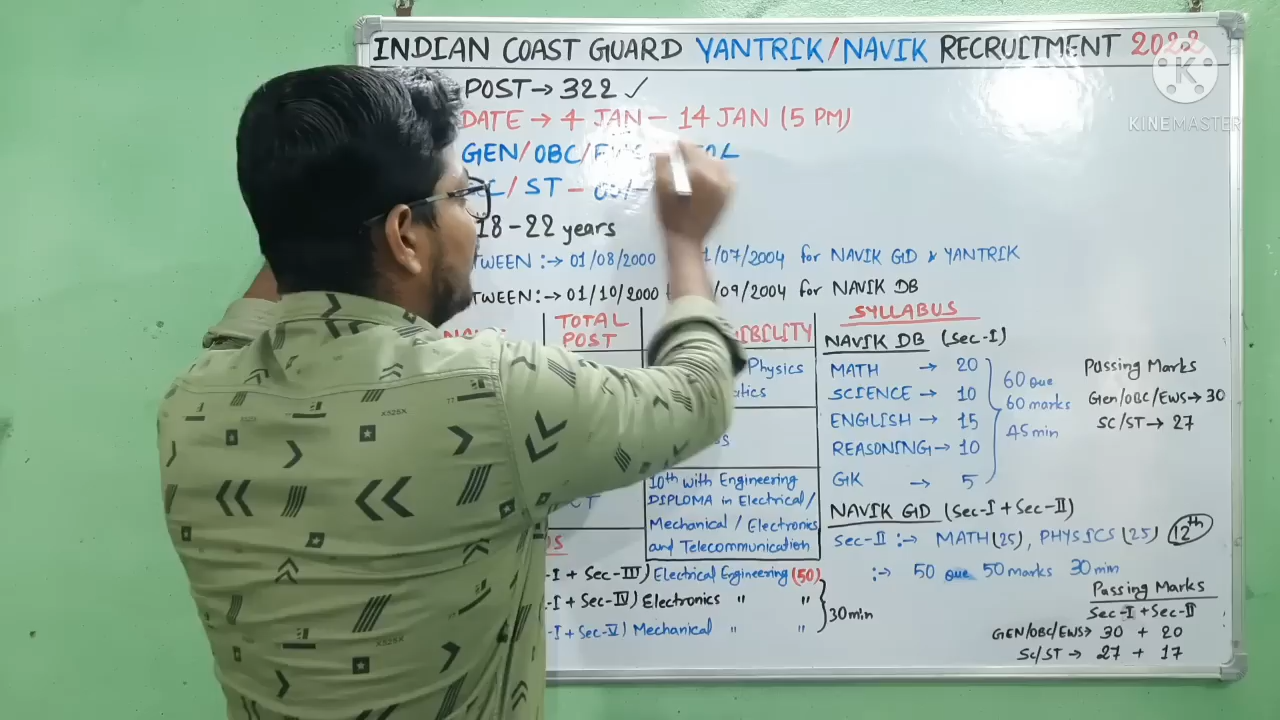 INDIAN COAST GUARD YANTRIK/NAVIK RECRUITMENT 2022
KINEMASTER
POST → 322 ✓
DATE → 4 JAN - 14 JAN (5 PM)
GEN/OBC/EWS
/ ST - 00/-
18-22 years
TWEEN :→ 01/08/2000 1/07/2004 for NAVIK GD & YANTRIK
TWEEN :→ 01/10/2000 /09/2004 for NAVIK DB
TOTAL
POST
IBILITY
Physics
10th with Engineering
DIPLOMA in Electrical/
Mechanical / Electronics
and Telecommunication
-I + Sec-III) Electrical Engineering (50)
-I + Sec-IV) Electronics " "
-I + Sec-V) Mechanical " "
30 min
SYLLABUS
NAVIK DB (Sec-I)
MATH → 20
SCIENCE → 10
ENGLISH → 15
REASONING → 10
GK → 5
60 que
60 marks
45 min
Passing Marks
Gen/OBC/EWS → 30
SC/ST → 27
NAVIK GD (Sec-I + Sec-II)
Sec-II :→ MATH (25), PHYSICS (25) 12th
:→ 50 que 50 marks 30 min
Passing Marks
Sec-I + Sec-II
GEN/OBC/EWS → 30 + 20
SC/ST → 27 + 17